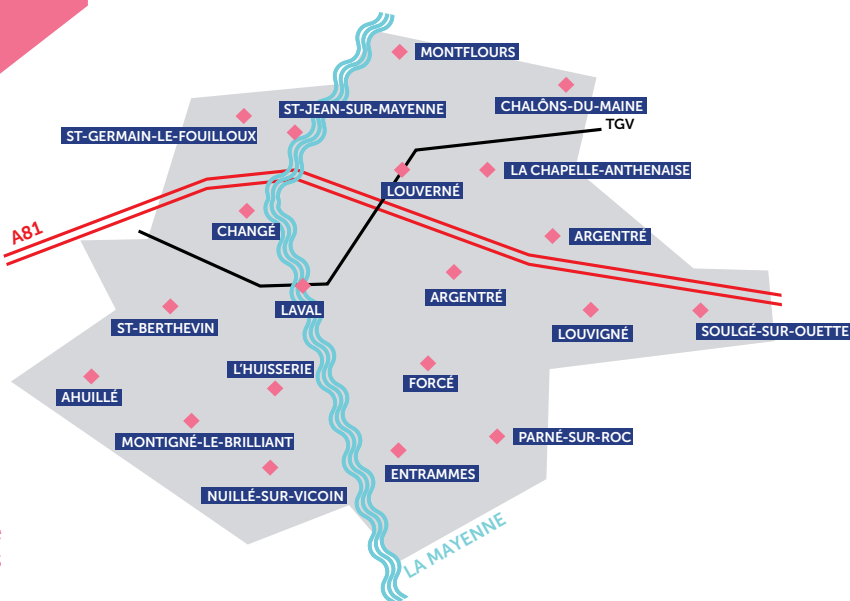 MONTFLOURS
CHALÔNS-DU-MAINE
ST-JEAN-SUR-MAYENNE
TGV
ST-GERMAIN-LE-FOUILLOUX
LA CHAPELLE-ANTHENAISE
LOUVERNÉ
A81
CHANGÉ
ARGENTRÉ
ARGENTRÉ
LAVAL
ST-BERTHEVIN
LOUVIGNÉ
SOULGÉ-SUR-OUETTE
L'HUISSERIE
FORCÉ
AHUILLÉ
MONTIGNÉ-LE-BRILLIANT
PARNÉ-SUR-ROC
ENTRAMMES
NUILLÉ-SUR-VICOIN
LA MAYENNE